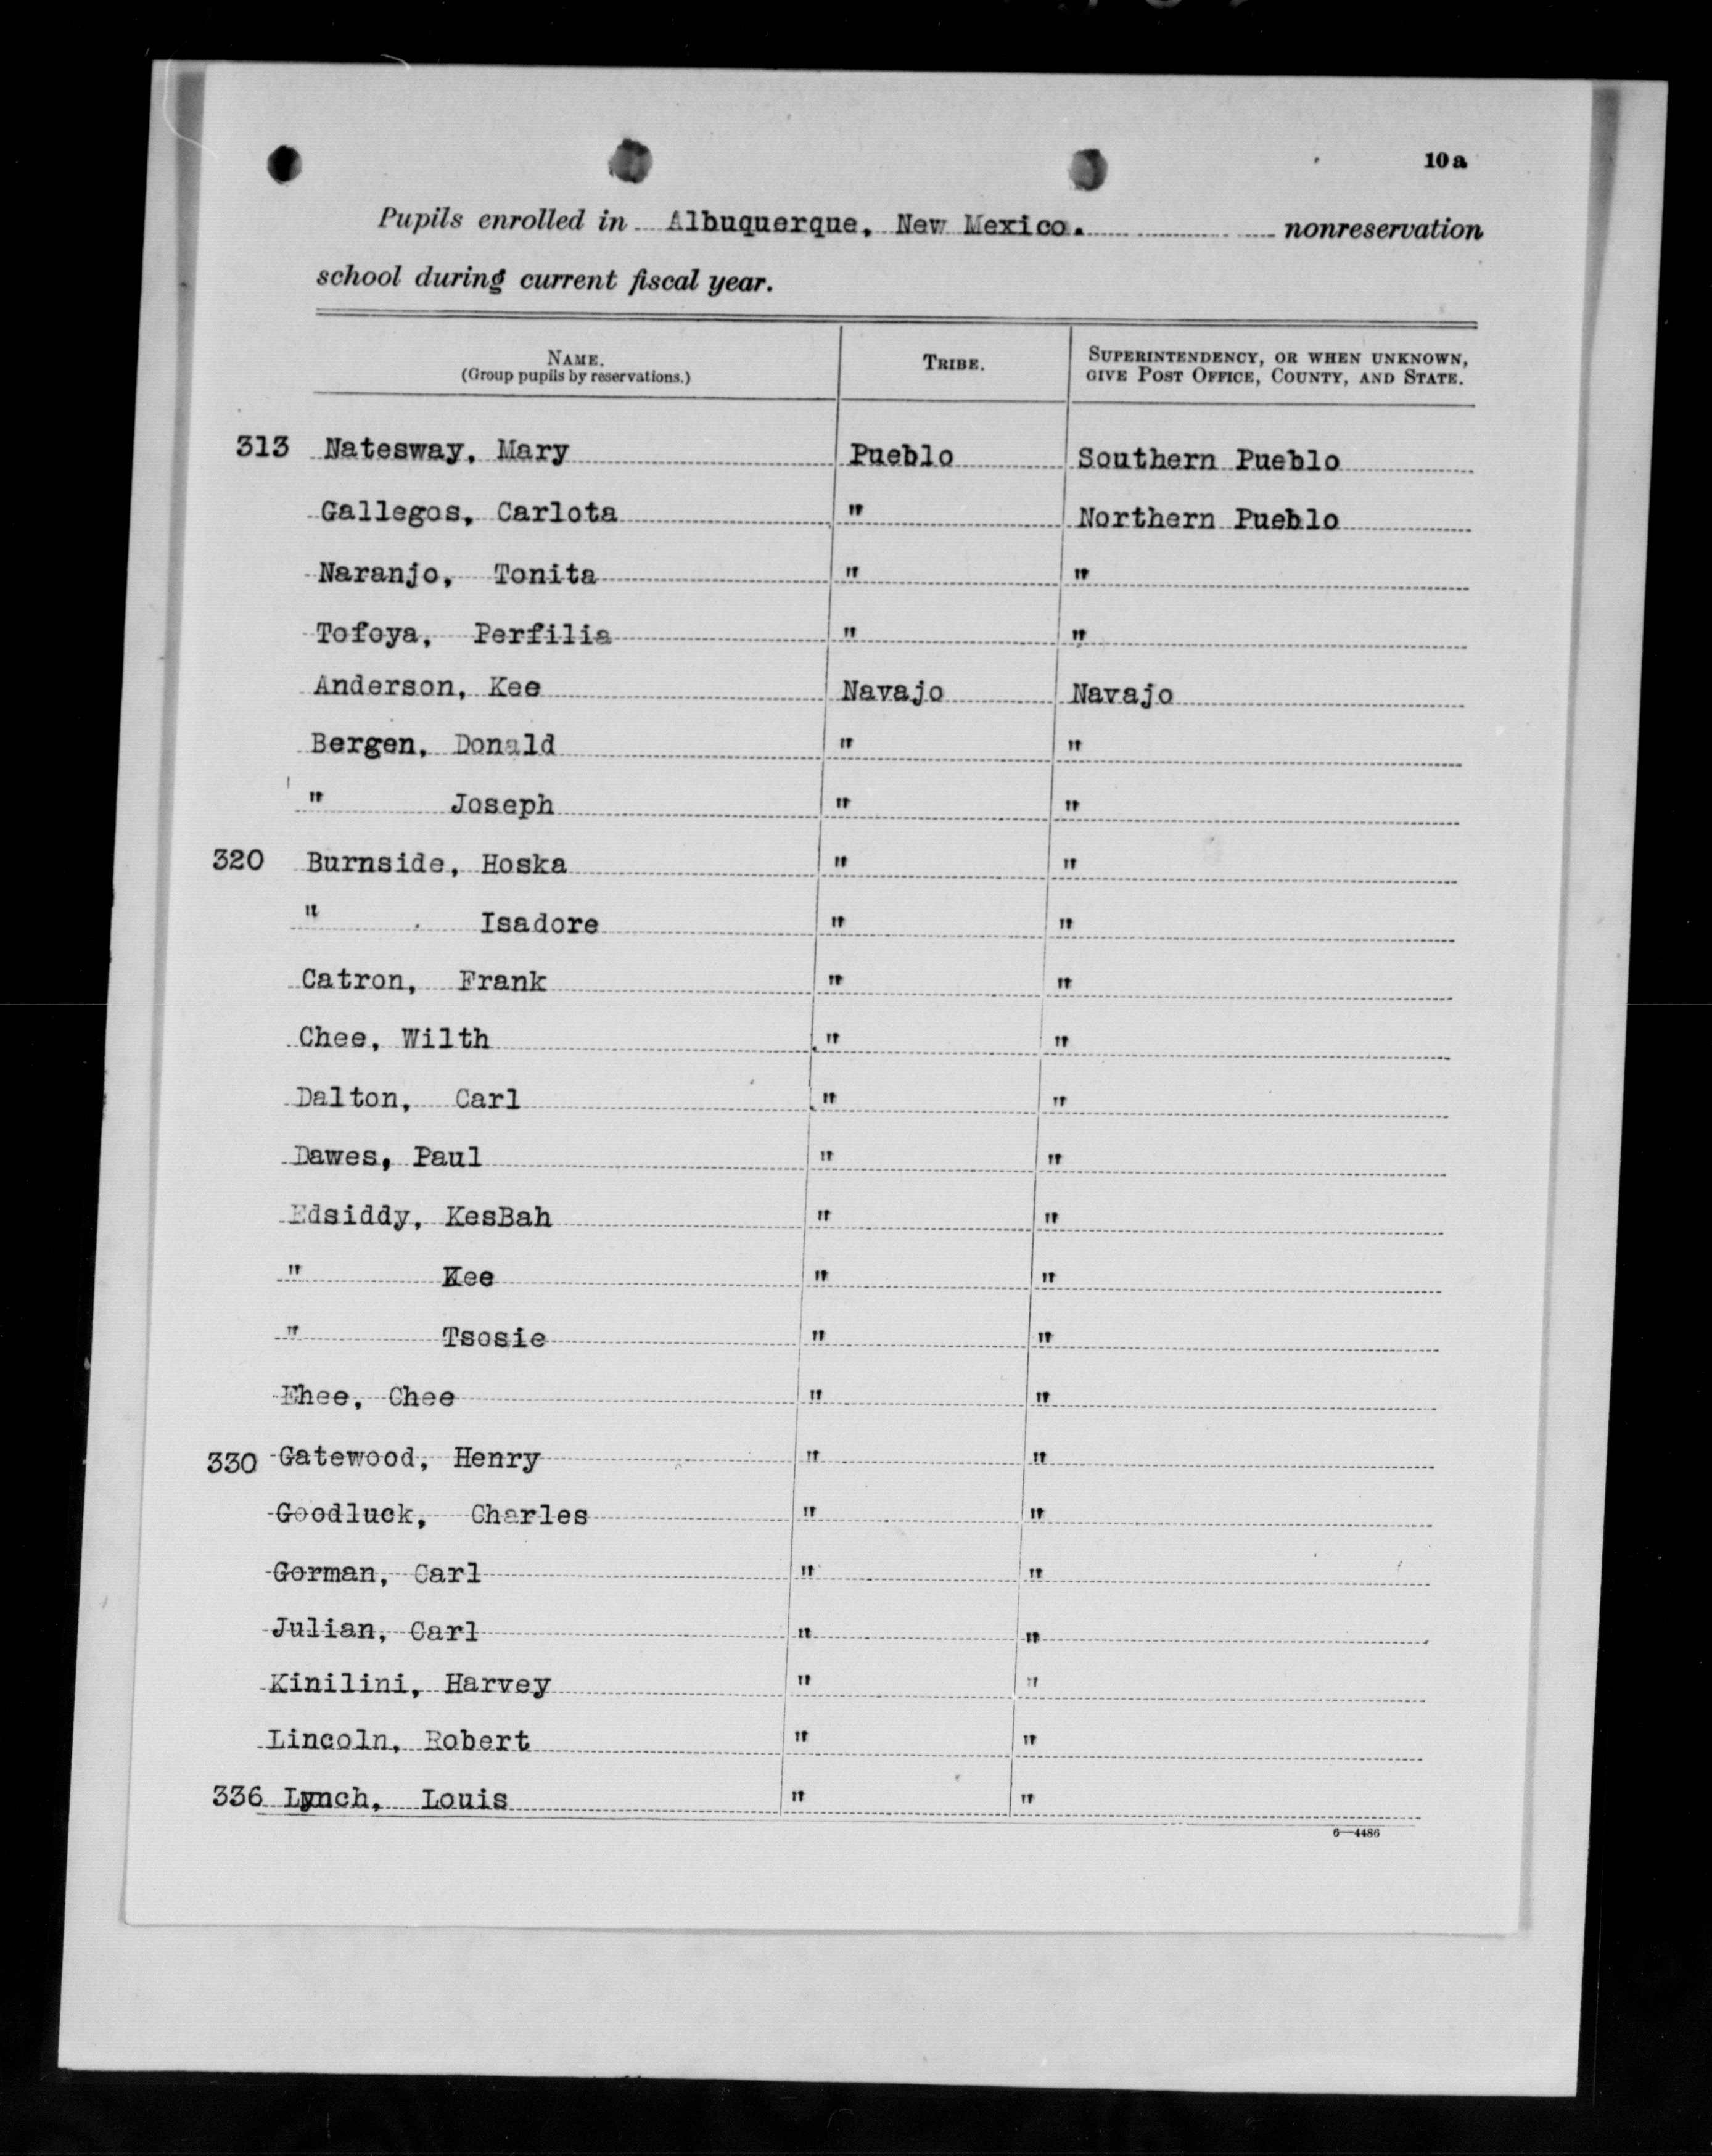 10a
Pupils enrolled in Albuquerque, New Mexico. nonreservation
school during current fiscal year.
NAME. TRIBE. SUPERINTENDENCY, OR WHEN UNKNOWN,
(Group pupils by reservations.) GIVE POST OFFICE, COUNTY, AND STATE.
313 Natesway, Mary Pueblo Southern Pueblo
Gallegos, Carlota " Northern Pueblo
Naranjo, Tonita " "
Tofoya, Perfilia " "
Anderson, Kee Navajo Navajo
Bergen, Donald " "
" Joseph " "
320 Burnside, Hoska " "
" Isadore " "
Catron, Frank " "
Chee, Wilth " "
Dalton, Carl " "
Dawes, Paul " "
Edsiddy, KesBah " "
" Kee " "
" Tsosie " "
Ehee, Chee " "
330 Gatewood, Henry " "
Goodluck, Charles " "
Gorman, Carl " "
Julian, Carl " "
Kinilini, Harvey " "
Lincoln, Robert " "
336 Lynch, Louis " "
6—4486